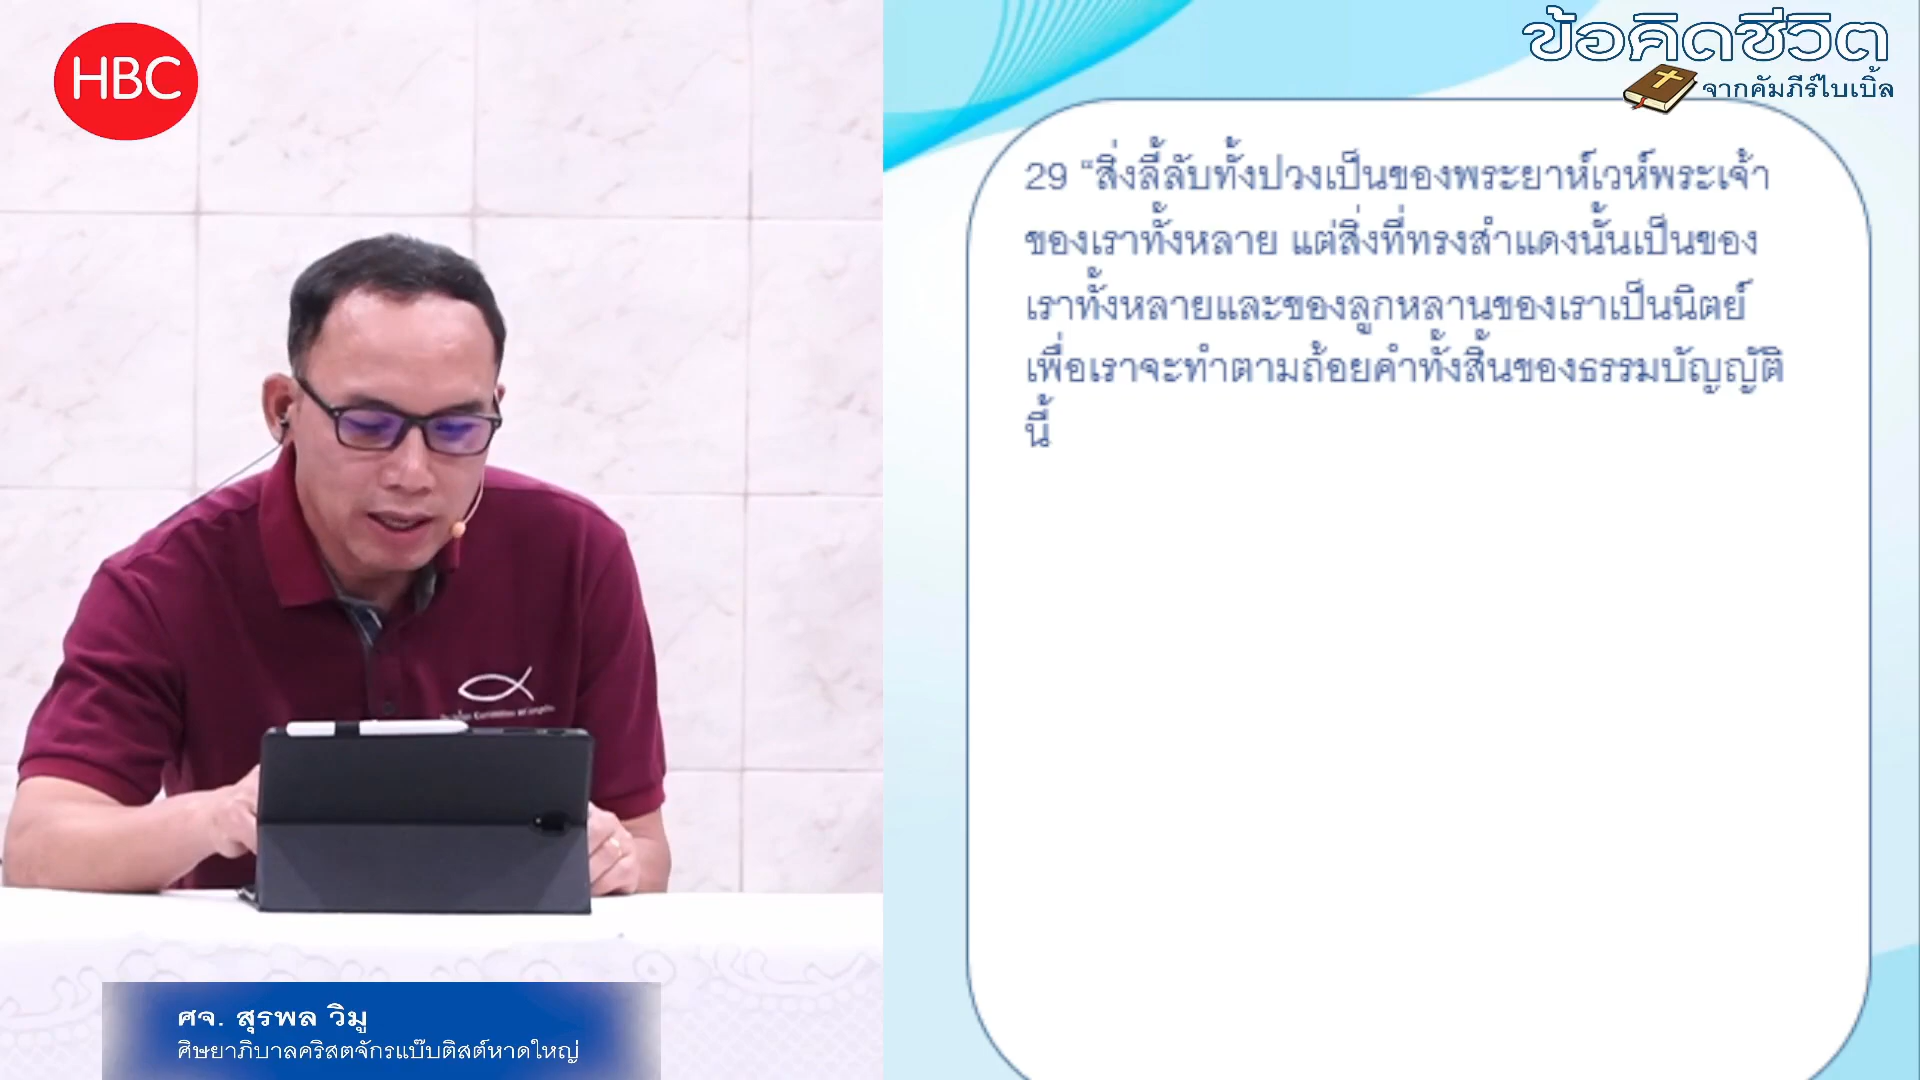 HBC
ข้อคิดชีวิต
จากคัมภีร์ไบเบิ้ล
29 “สิ่งลี้ลับทั้งปวงเป็นของพระยาห์เวห์พระเจ้า
ของเราทั้งหลาย แต่สิ่งที่ทรงสำแดงนั้นเป็นของ
เราทั้งหลายและของลูกหลานของเราเป็นนิตย์
เพื่อเราจะทำตามถ้อยคำทั้งสิ้นของธรรมบัญญัติ
นี้
ศจ. สุรพล วิมู
ศิษยาภิบาลคริสตจักรแบ๊บติสต์หาดใหญ่